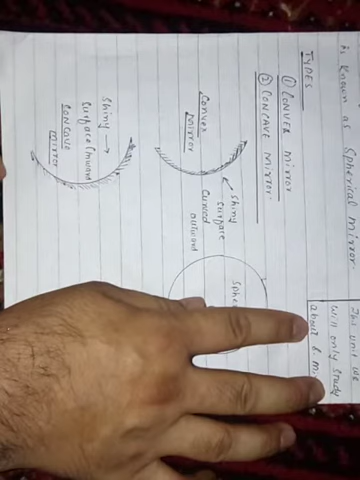 is known as Spherical mirror
This unit we
will only study
about S. m.
TYPES
① CONVEX mirror
② CONCAVE MIRROR.
Sphe
Convex
mirror
Shiny
Surface
Curved
outward
Shiny →
Surface (inward
CONCAVE
mirror